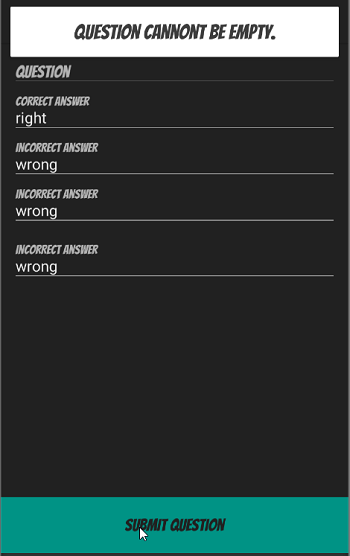 QUESTION CANNONT BE EMPTY.
QUESTION
CORRECT ANSWER
right
INCORRECT ANSWER
wrong
INCORRECT ANSWER
wrong
INCORRECT ANSWER
wrong
SUBMIT QUESTION